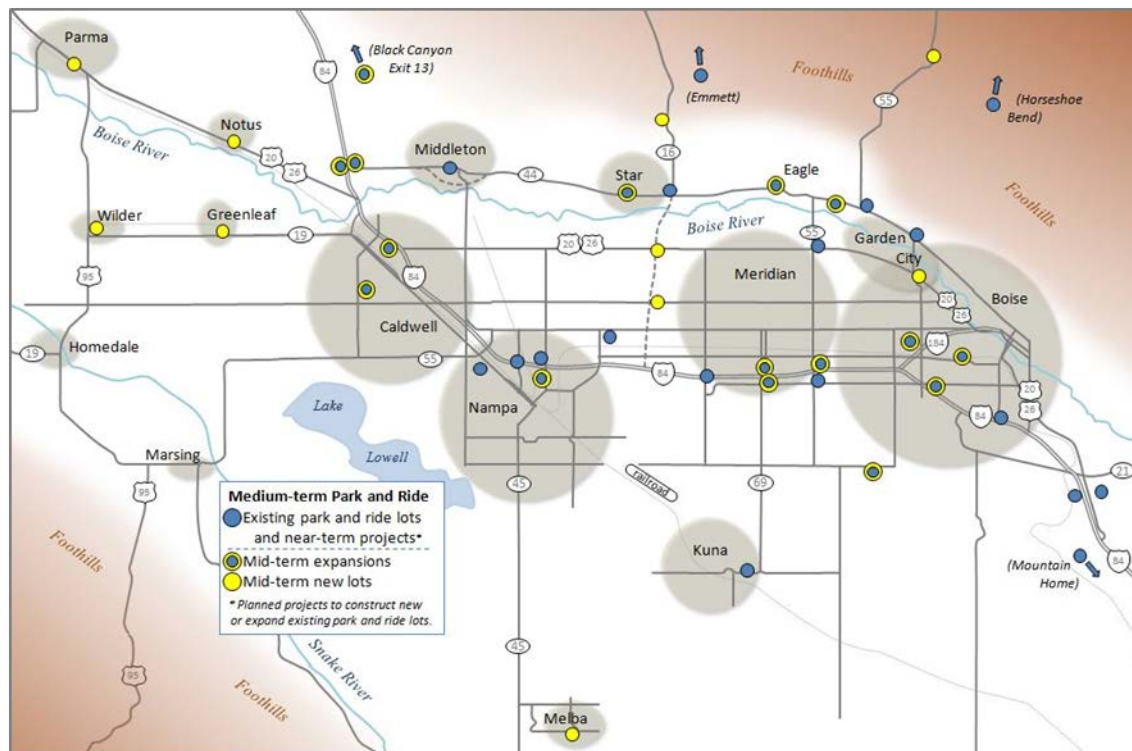 Parma
84
(Black Canyon
Exit 13)
(Emmett)
Foothills
55
(Horseshoe
Bend)
Notus
Boise River
20
26
Middleton
44
16
Star
Eagle
Foothills
Wilder
Greenleaf
19
Boise River
20 26
55
Garden
City
95
84
Meridian
20
26
Boise
Caldwell
184
19
Homedale
55
84
Nampa
20
26
84
Lake
Lowell
Marsing
95
45
railroad
69
21
Medium-term Park and Ride
Existing park and ride lots
and near-term projects*
Mid-term expansions
Mid-term new lots
* Planned projects to construct new
or expand existing park and ride lots.
Foothills
Kuna
(Mountain
Home)
84
Snake River
45
95
Foothills
Melba